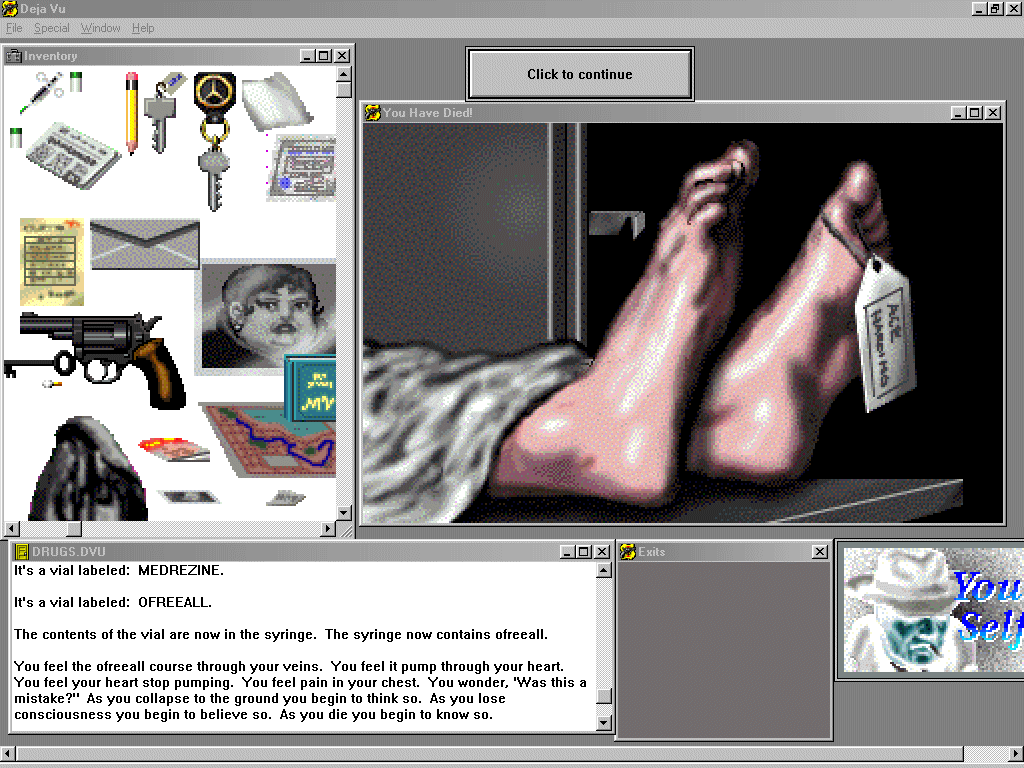 Deja Vu
File Special Window Help
Inventory
Click to continue
You Have Died!
ACE
HARDING
DRUGS.DVU
It's a vial labeled:  MEDREZINE.
It's a vial labeled:  OFREEALL.
The contents of the vial are now in the syringe.  The syringe now contains ofreeall.
You feel the ofreeall course through your veins.  You feel it pump through your heart.
You feel your heart stop pumping.  You feel pain in your chest.  You wonder, "Was this a
mistake?"  As you collapse to the ground you begin to think so.  As you lose
consciousness you begin to believe so.  As you die you begin to know so.
Exits
You
Self